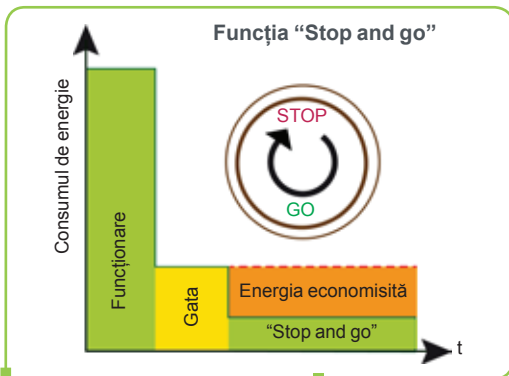 Funcția “Stop and go”
Consumul de energie
STOP
GO
Funcționare
Gata
Energia economisită
“Stop and go”
t